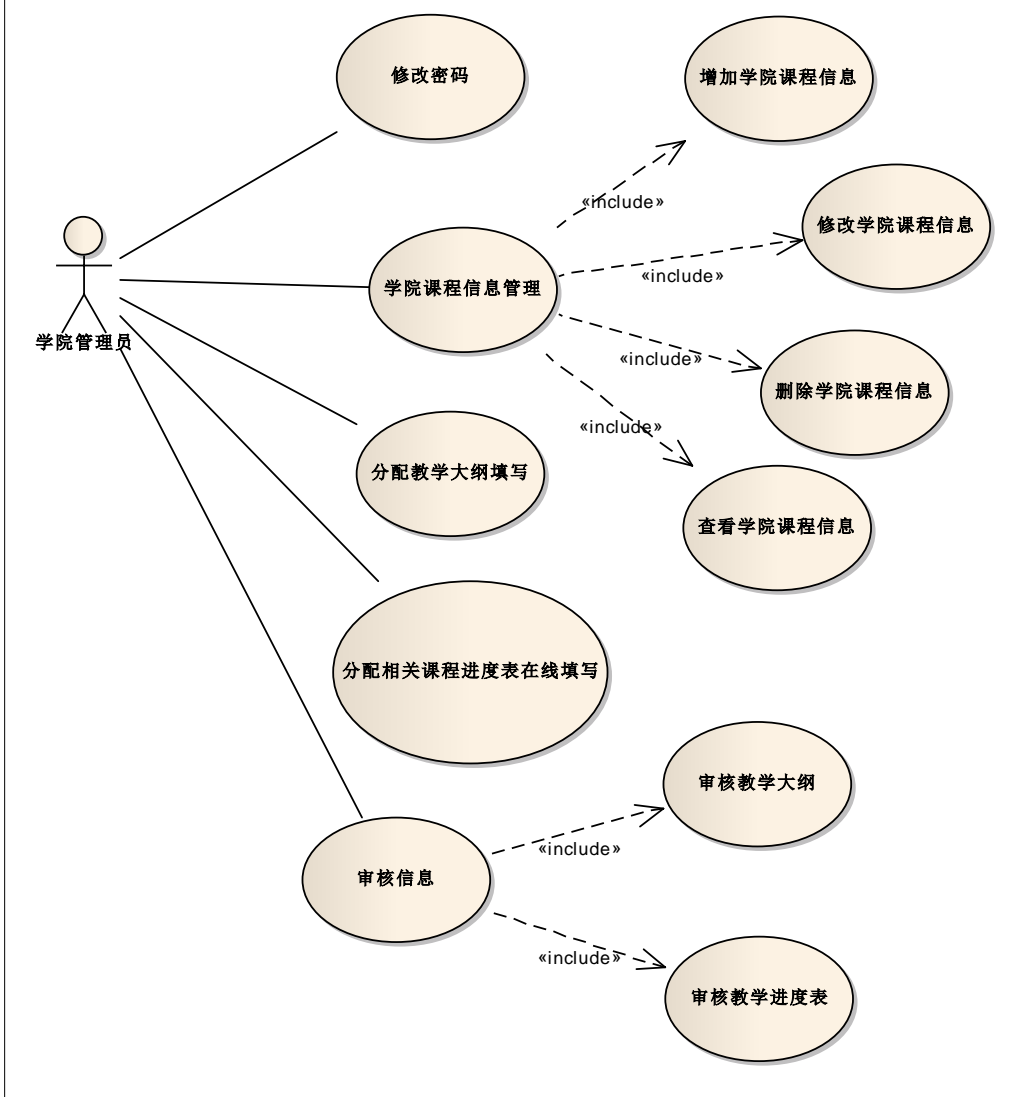 修改密码
增加学院课程信息
«include»
修改学院课程信息
«include»
学院课程信息管理
学院管理员
«include»
删除学院课程信息
«include»
分配教学大纲填写
查看学院课程信息
分配相关课程进度表在线填写
审核教学大纲
«include»
审核信息
«include»
审核教学进度表